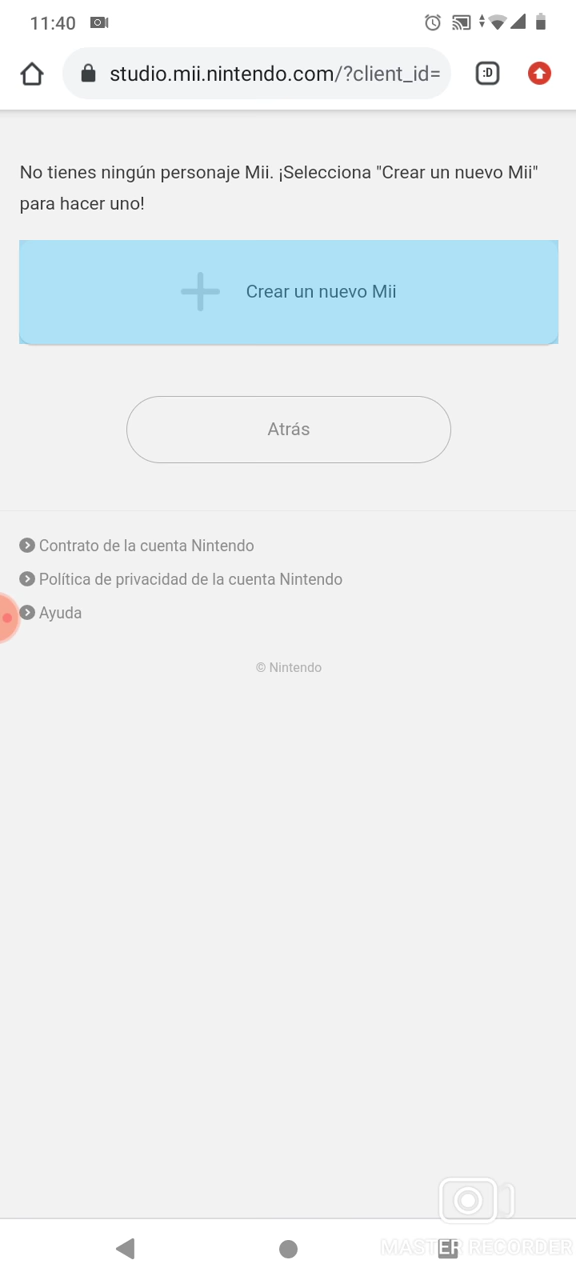 11:40
studio.mii.nintendo.com/?client_id=
:D
No tienes ningún personaje Mii. ¡Selecciona "Crear un nuevo Mii"
para hacer uno!
Crear un nuevo Mii
Atrás
Contrato de la cuenta Nintendo
Política de privacidad de la cuenta Nintendo
Ayuda
© Nintendo
MASTER RECORDER